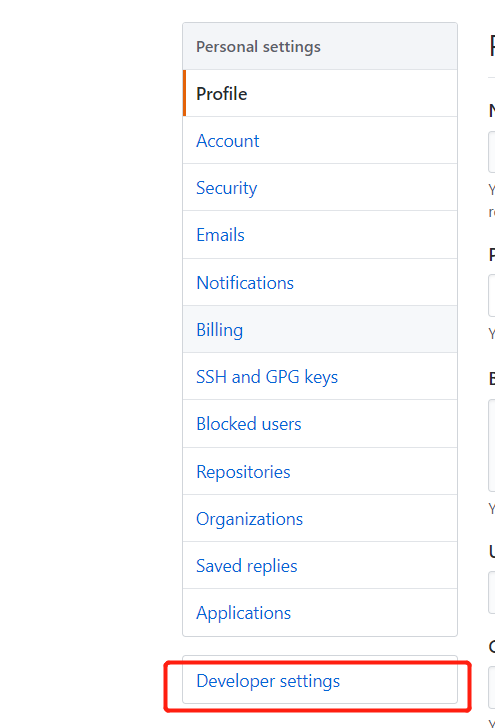 Personal settings
Profile
Account
Security
Emails
Notifications
Billing
SSH and GPG keys
Blocked users
Repositories
Organizations
Saved replies
Applications
Developer settings